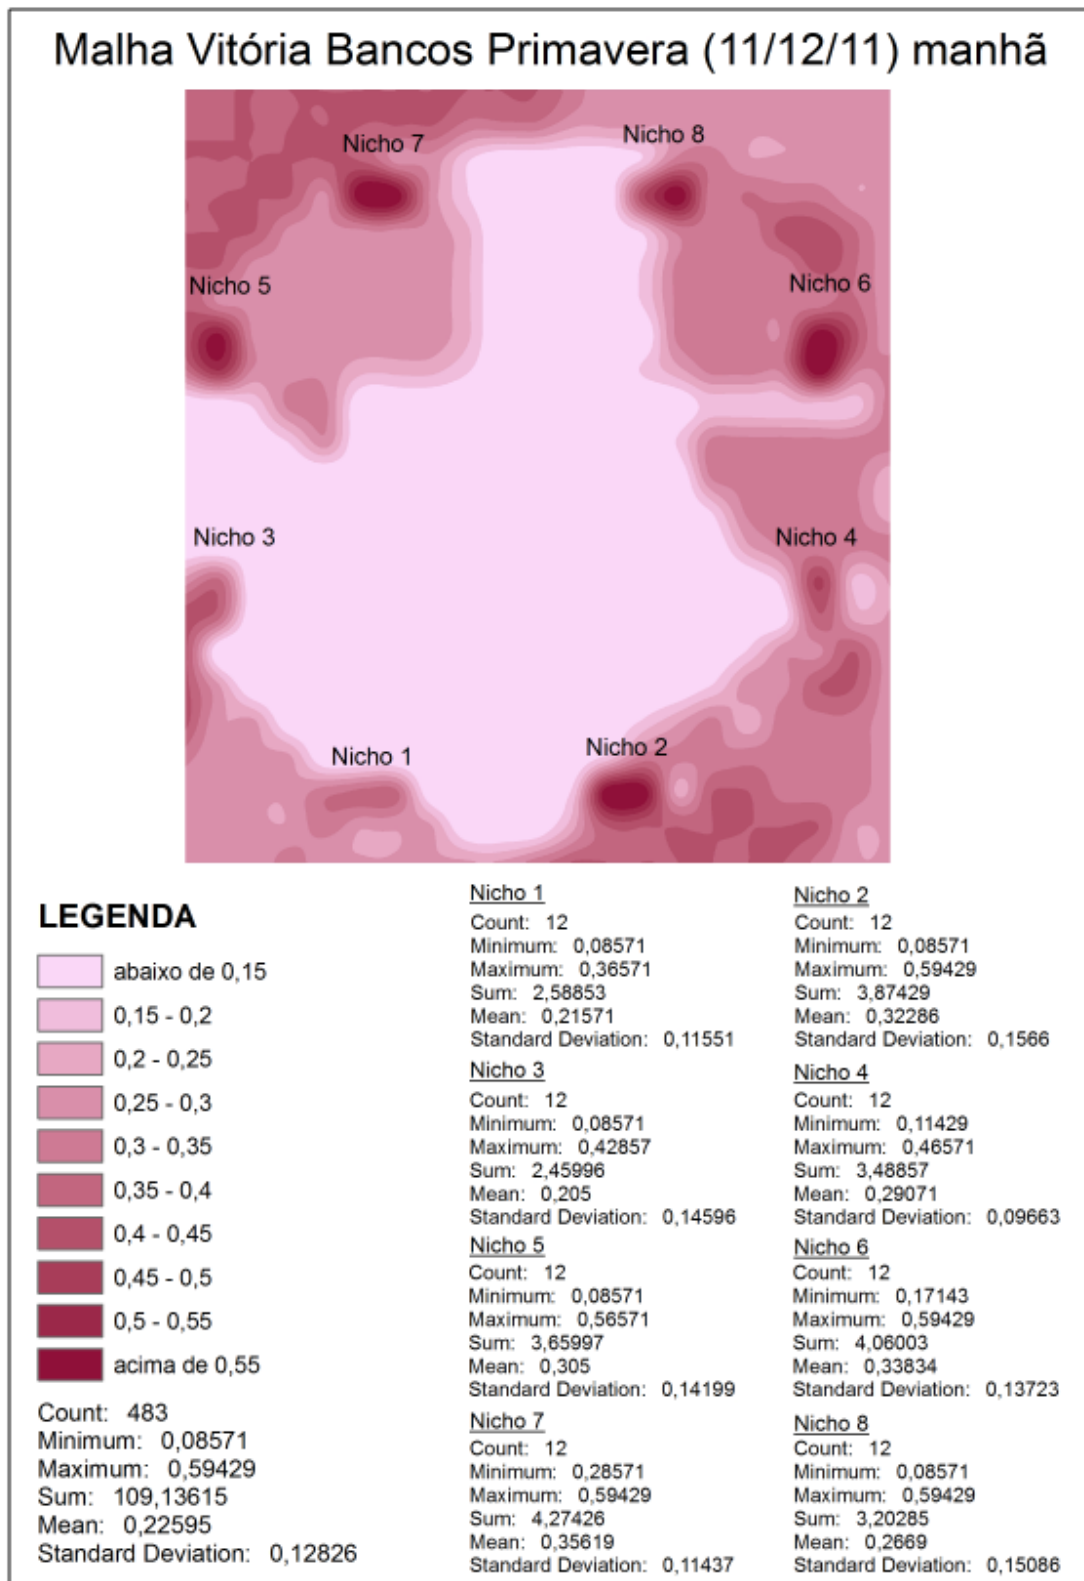 Malha Vitória Bancos Primavera (11/12/11) manhã
Nicho 7
Nicho 8
Nicho 5
Nicho 6
Nicho 3
Nicho 4
Nicho 1
Nicho 2
LEGENDA
abaixo de 0,15
0,15 - 0,2
0,2 - 0,25
0,25 - 0,3
0,3 - 0,35
0,35 - 0,4
0,4 - 0,45
0,45 - 0,5
0,5 - 0,55
acima de 0,55
Count: 483
Minimum: 0,08571
Maximum: 0,59429
Sum: 109,13615
Mean: 0,22595
Standard Deviation: 0,12826
Nicho 1
Count: 12
Minimum: 0,08571
Maximum: 0,36571
Sum: 2,58853
Mean: 0,21571
Standard Deviation: 0,11551
Nicho 2
Count: 12
Minimum: 0,08571
Maximum: 0,59429
Sum: 3,87429
Mean: 0,32286
Standard Deviation: 0,1566
Nicho 3
Count: 12
Minimum: 0,08571
Maximum: 0,42857
Sum: 2,45996
Mean: 0,205
Standard Deviation: 0,14596
Nicho 4
Count: 12
Minimum: 0,11429
Maximum: 0,46571
Sum: 3,48857
Mean: 0,29071
Standard Deviation: 0,09663
Nicho 5
Count: 12
Minimum: 0,08571
Maximum: 0,56571
Sum: 3,65997
Mean: 0,305
Standard Deviation: 0,14199
Nicho 6
Count: 12
Minimum: 0,17143
Maximum: 0,59429
Sum: 4,06003
Mean: 0,33834
Standard Deviation: 0,13723
Nicho 7
Count: 12
Minimum: 0,28571
Maximum: 0,59429
Sum: 4,27426
Mean: 0,35619
Standard Deviation: 0,11437
Nicho 8
Count: 12
Minimum: 0,08571
Maximum: 0,59429
Sum: 3,20285
Mean: 0,2669
Standard Deviation: 0,15086